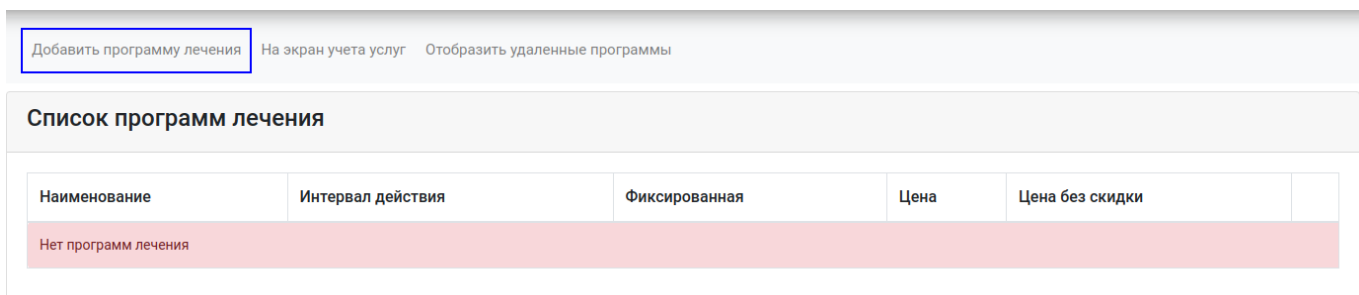 Добавить программу лечения На экран учета услуг Отобразить удаленные программы
Список программ лечения
Наименование Интервал действия Фиксированная Цена Цена без скидки
Нет программ лечения